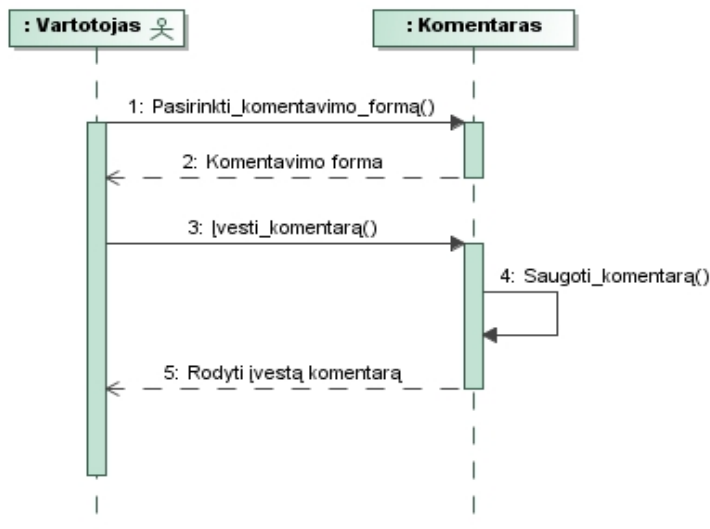 : Vartotojas
: Komentaras
1: Pasirinkti_komentavimo_formą()
2: Komentavimo forma
3: Įvesti_komentarą()
4: Saugoti_komentarą()
5: Rodyti įvestą komentarą